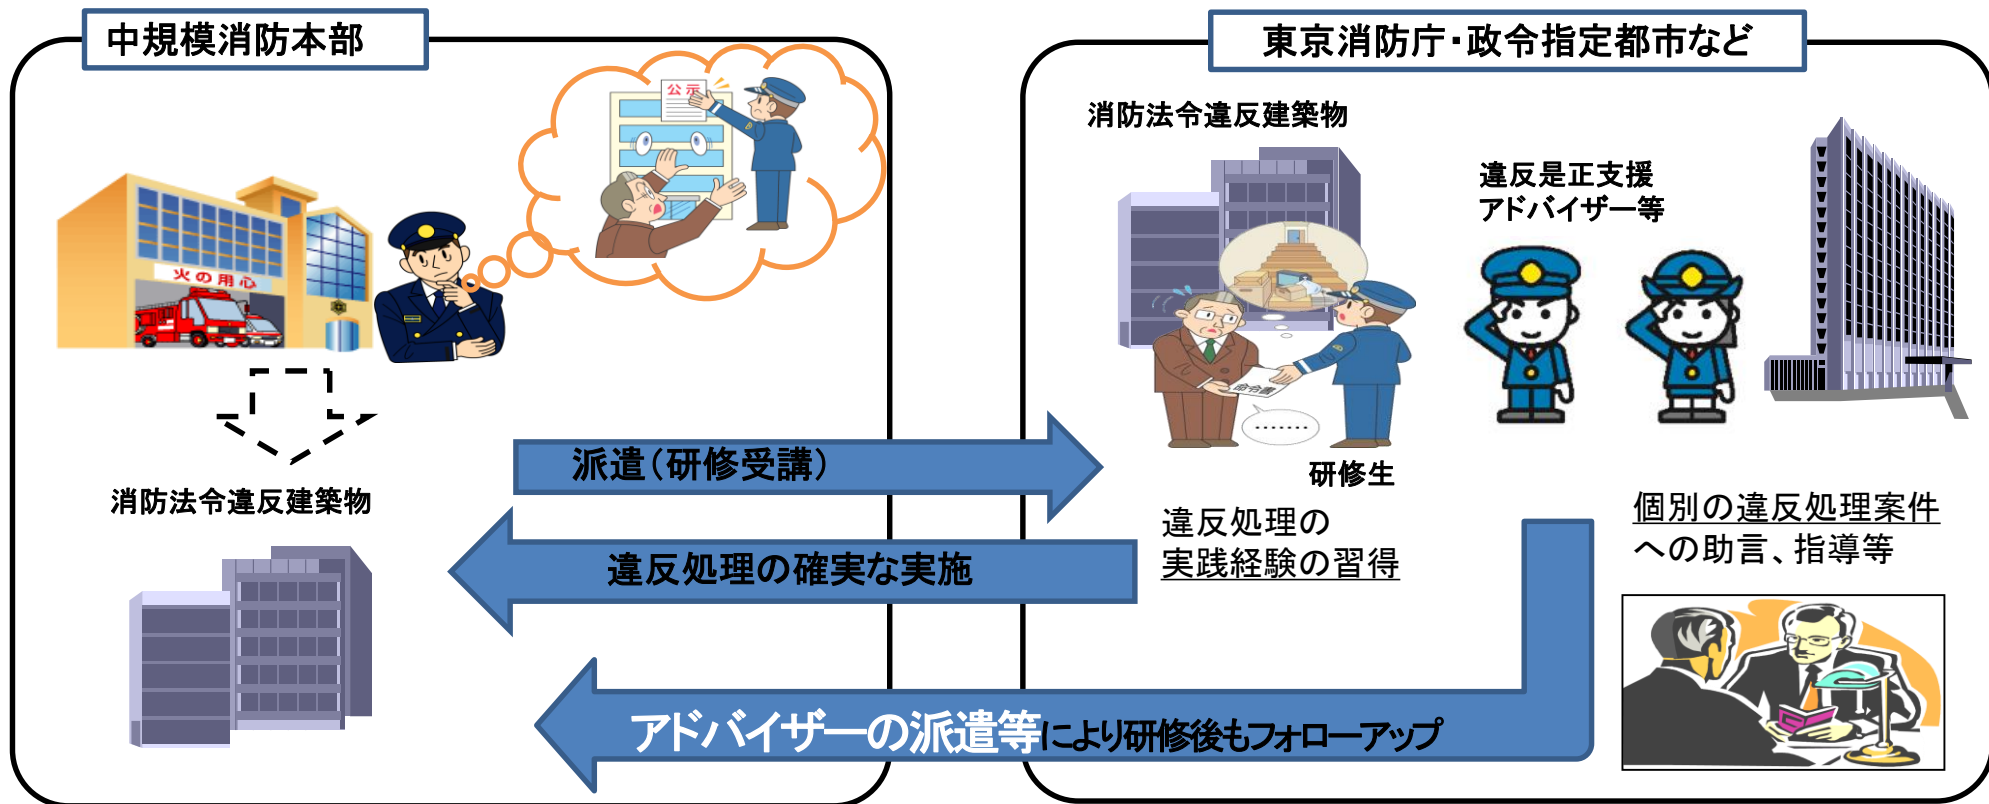 中規模消防本部
公示
火の用心
消防法令違反建築物
東京消防庁・政令指定都市など
消防法令違反建築物
違反是正支援
アドバイザー等
命令書
・・・・・・・
研修生
違反処理の
実践経験の習得
個別の違反処理案件
への助言、指導等
派遣（研修受講）
違反処理の確実な実施
アドバイザーの派遣等により研修後もフォローアップ